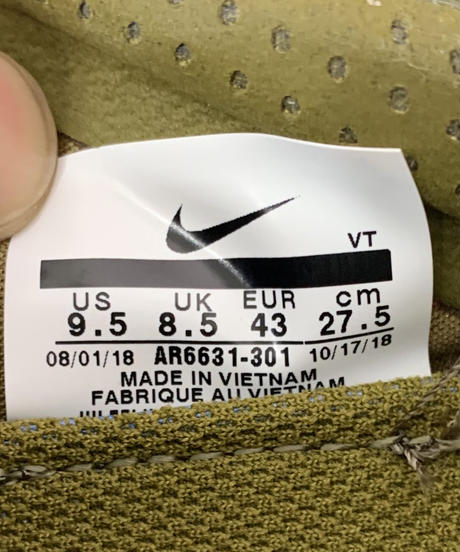 VT
US UK EUR cm
9.5 8.5 43 27.5
08/01/18 AR6631-301 10/17/18
MADE IN VIETNAM
FABRIQUE AU VIETNAM